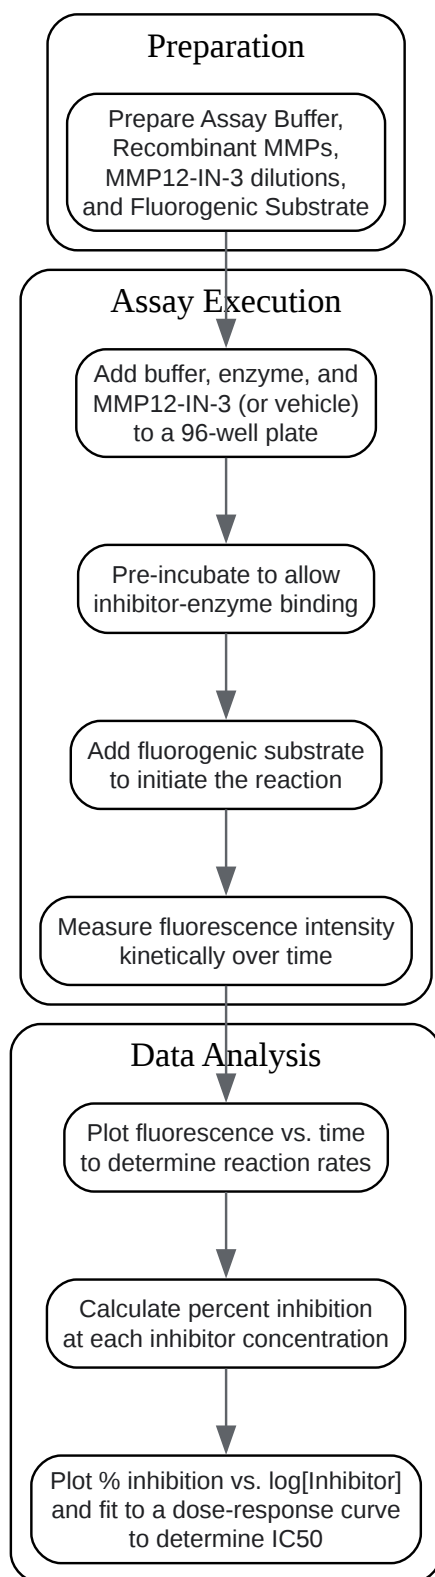 Preparation
Prepare Assay Buffer,
Recombinant MMPs,
MMP12-IN-3 dilutions,
and Fluorogenic Substrate
Assay Execution
Add buffer, enzyme, and
MMP12-IN-3 (or vehicle)
to a 96-well plate
Pre-incubate to allow
inhibitor-enzyme binding
Add fluorogenic substrate
to initiate the reaction
Measure fluorescence intensity
kinetically over time
Data Analysis
Plot fluorescence vs. time
to determine reaction rates
Calculate percent inhibition
at each inhibitor concentration
Plot % inhibition vs. log[Inhibitor]
and fit to a dose-response curve
to determine IC50